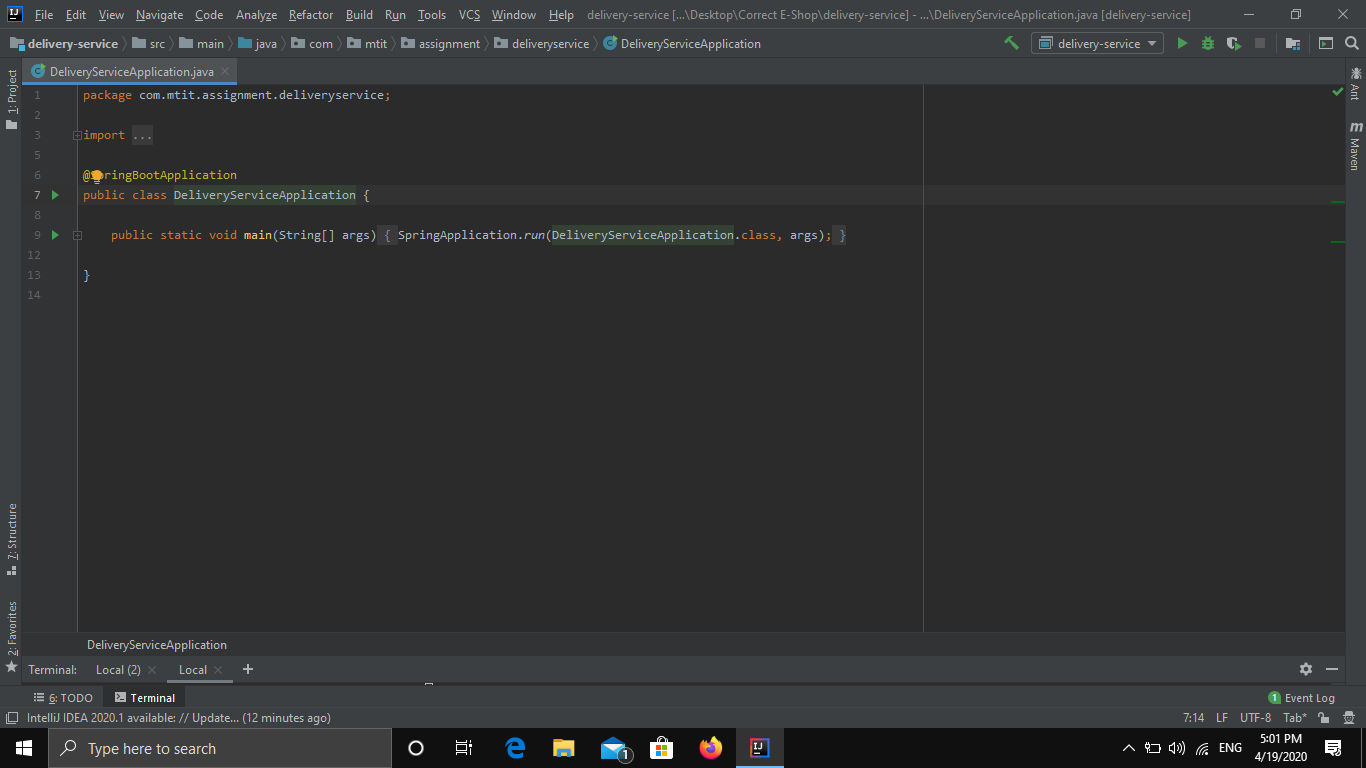 File Edit View Navigate Code Analyze Refactor Build Run Tools VCS Window Help delivery-service [...\Desktop\Correct E-Shop\delivery-service] - ...\DeliveryServiceApplication.java [delivery-service]
delivery-service src main java com mtit assignment deliveryservice DeliveryServiceApplication delivery-service
DeliveryServiceApplication.java
1: Project
Ant
Maven
1 package com.mtit.assignment.deliveryservice;
2
3 import ...
5
6 @SpringBootApplication
7 public class DeliveryServiceApplication {
8
9 public static void main(String[] args) { SpringApplication.run(DeliveryServiceApplication.class, args); }
12
13 }
14
7: Structure
2: Favorites
DeliveryServiceApplication
Terminal: Local (2) Local +
6: TODO Terminal 1 Event Log
IntelliJ IDEA 2020.1 available: // Update... (12 minutes ago) 7:14 LF UTF-8 Tab*
Type here to search 1 ENG 5:01 PM
4/19/2020